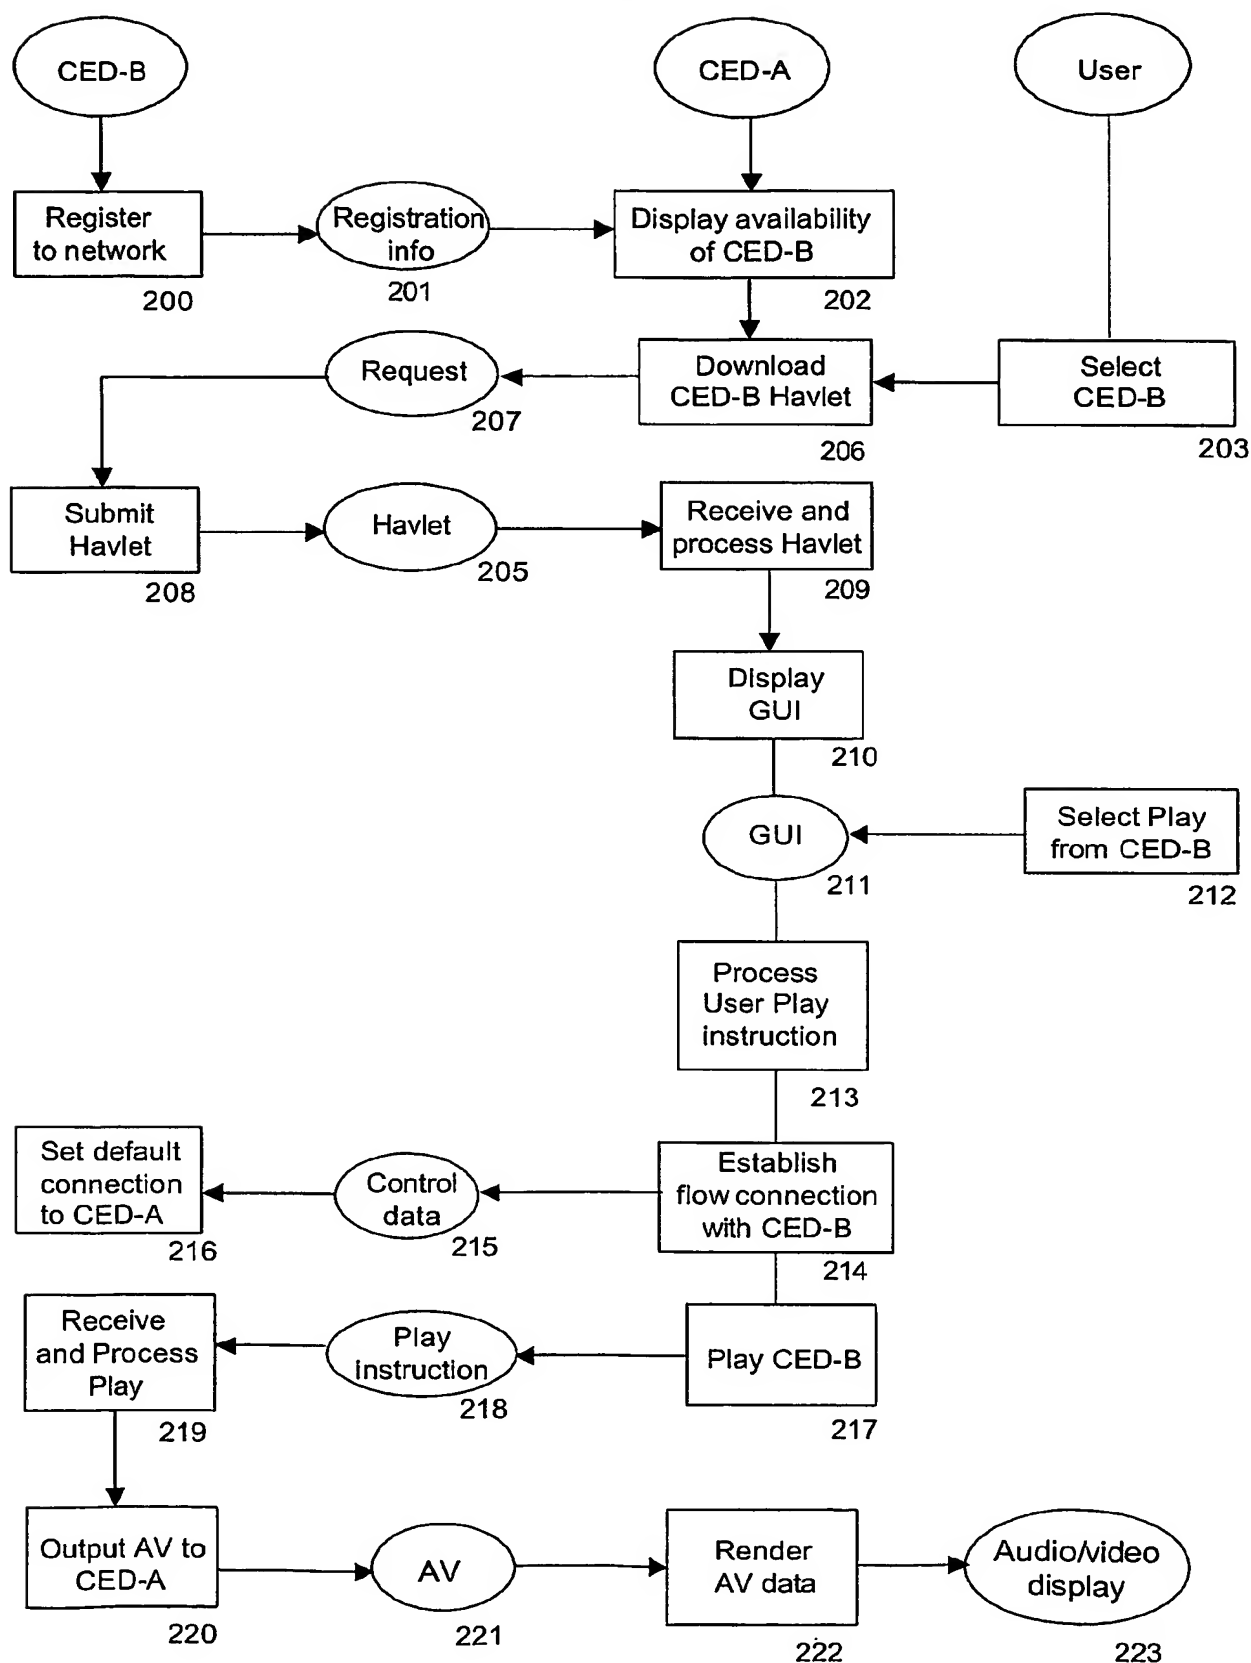 CED-B
CED-A
User
Register
to network
200
Registration
info
201
Display availability
of CED-B
202
Request
207
Download
CED-B Havlet
206
Select
CED-B
203
Submit
Havlet
208
Havlet
205
Receive and
process Havlet
209
Display
GUI
210
GUI
211
Select Play
from CED-B
212
Process
User Play
instruction
213
Set default
connection
to CED-A
216
Control
data
215
Establish
flow connection
with CED-B
214
Receive
and Process
Play
219
Play
instruction
218
Play CED-B
217
Output AV to
CED-A
220
AV
221
Render
AV data
222
Audio/video
display
223